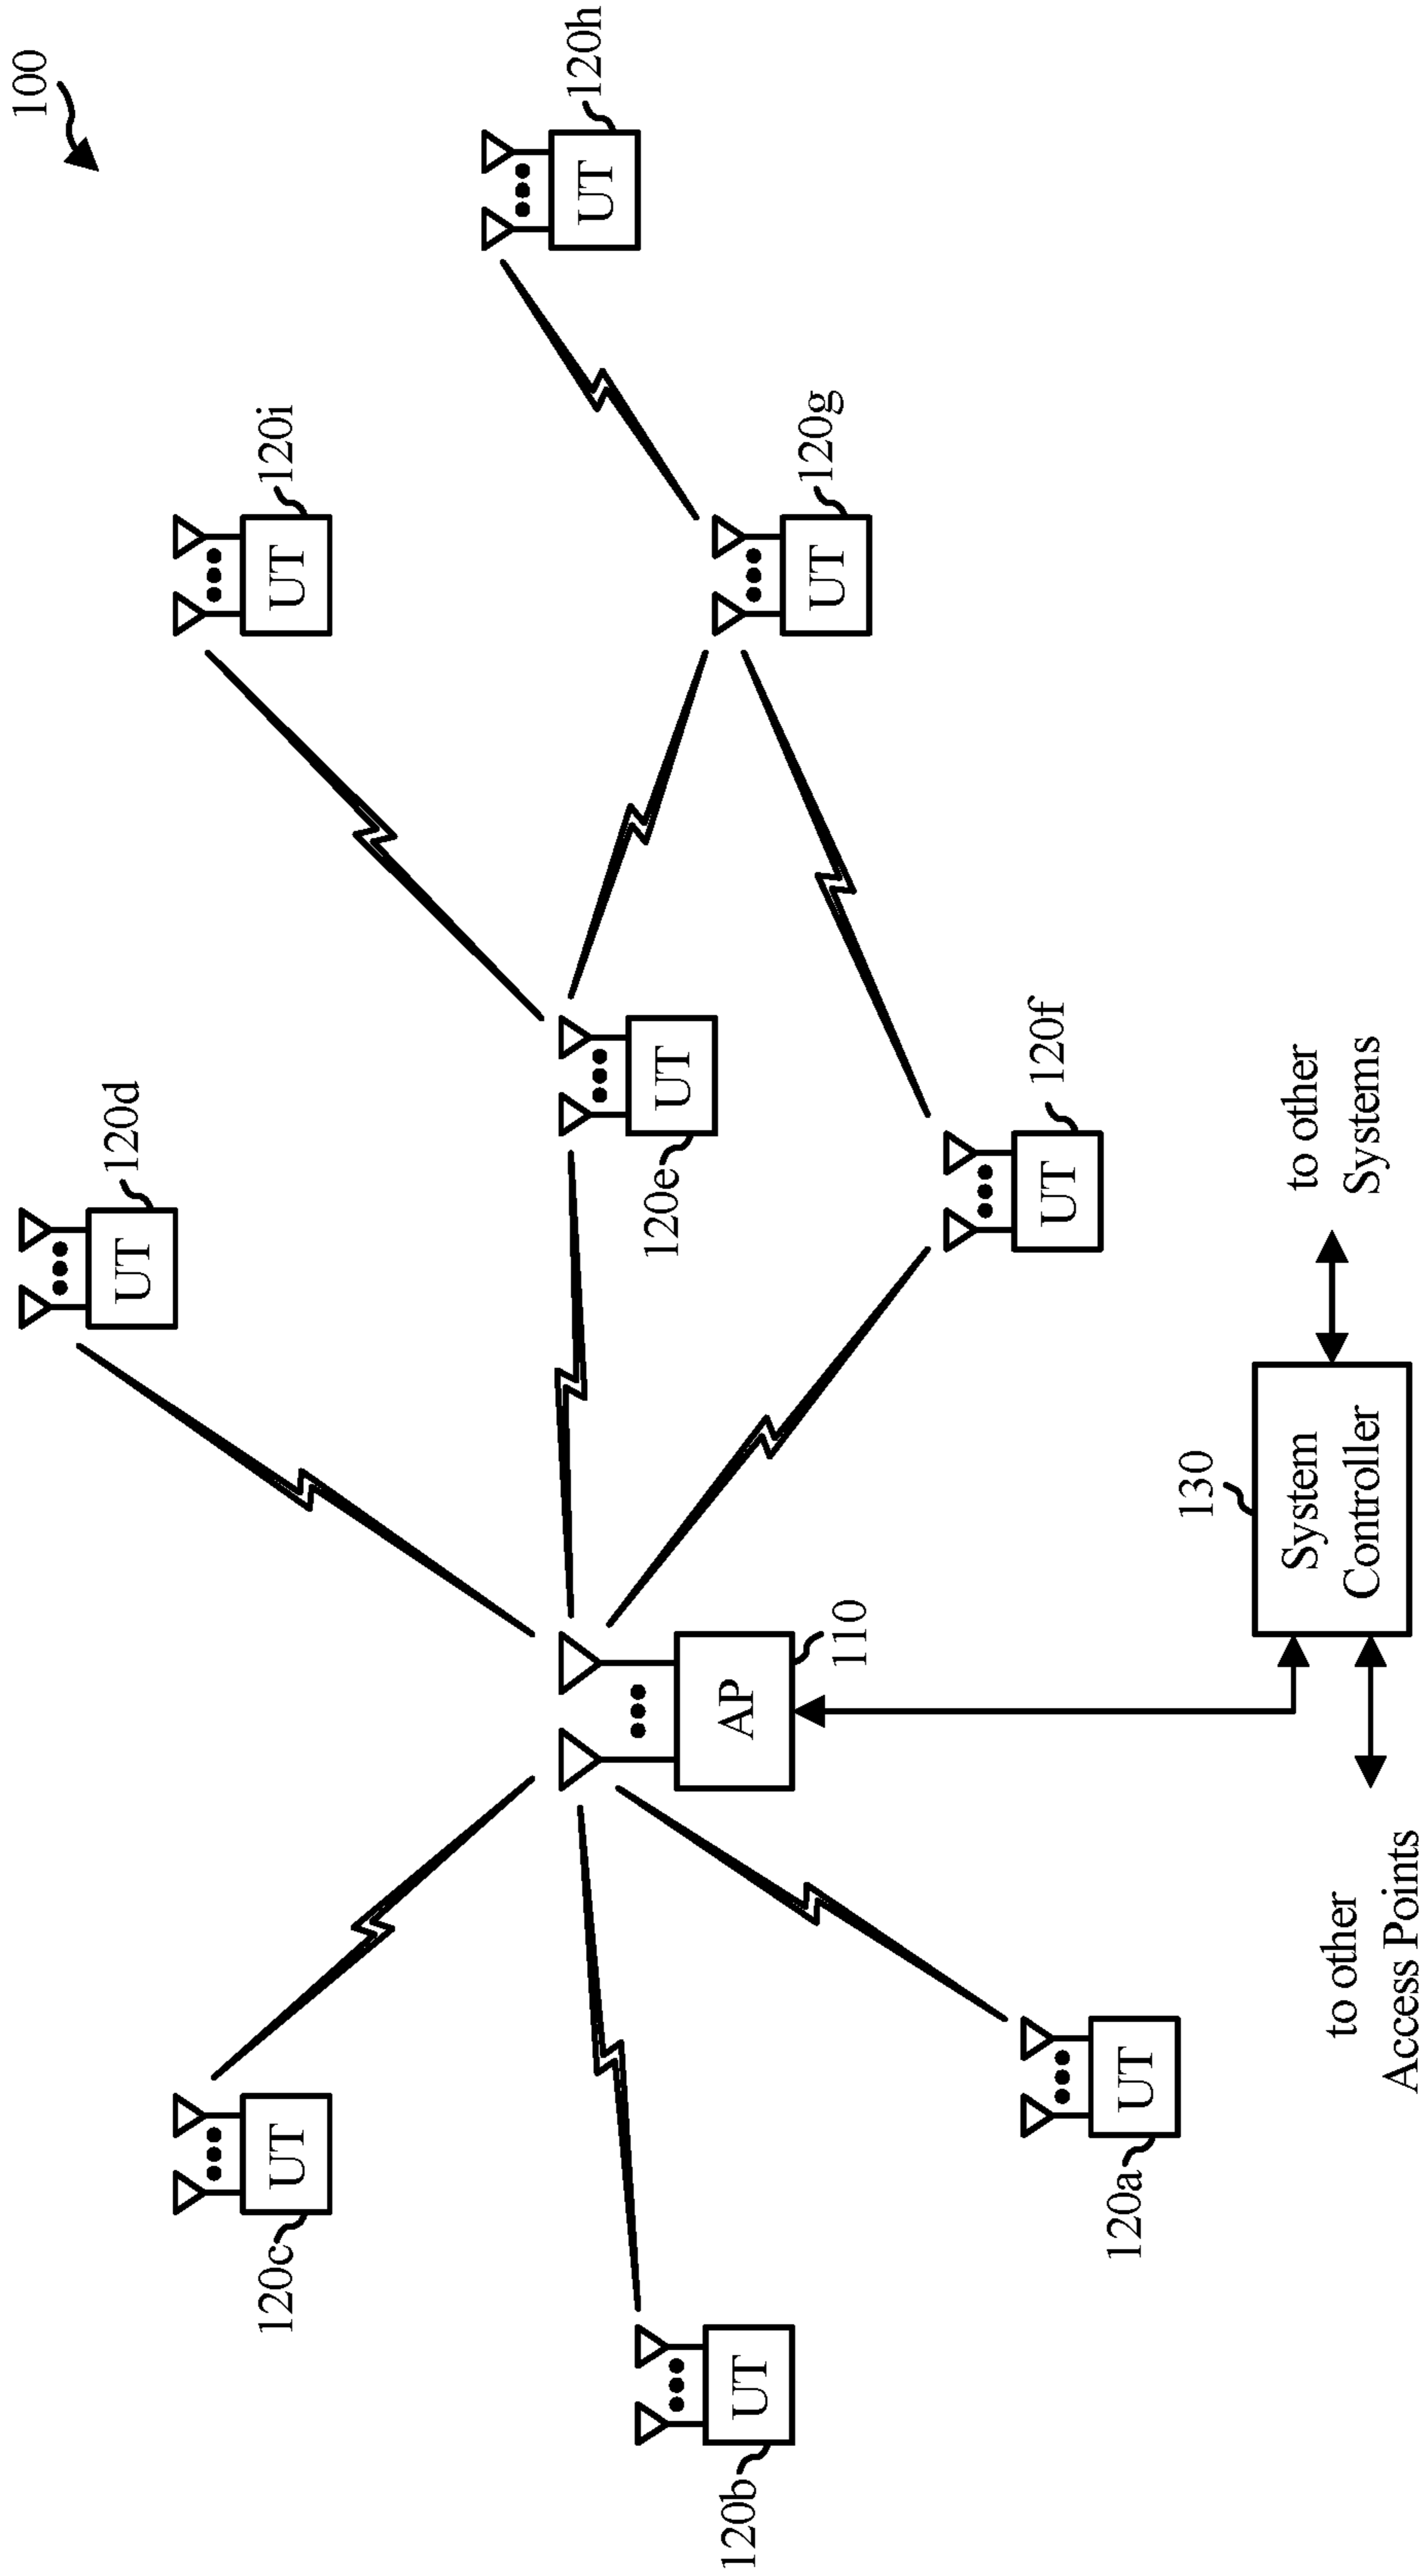 100
120d
UT
120i
UT
120c
UT
120h
UT
120e
UT
AP
110
120b
UT
120g
UT
120f
UT
120a
UT
130
System
Controller
to other
Systems
to other
Access Points